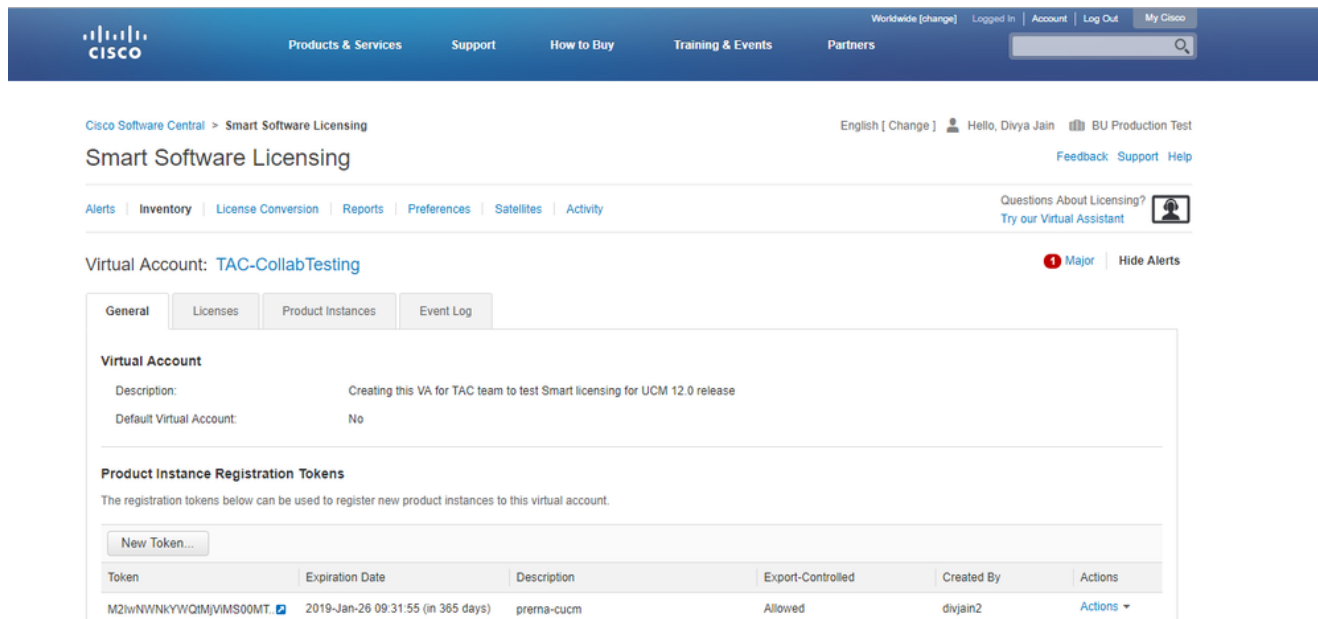 Worldwide [change] Logged In | Account | Log Out My Cisco
CISCO Products & Services Support How to Buy Training & Events Partners
Cisco Software Central > Smart Software Licensing English [ Change ] Hello, Divya Jain BU Production Test
Smart Software Licensing Feedback Support Help
Alerts | Inventory | License Conversion | Reports | Preferences | Satellites | Activity
Questions About Licensing?
Try our Virtual Assistant
Virtual Account: TAC-CollabTesting 1 Major | Hide Alerts
General Licenses Product Instances Event Log
Virtual Account
Description: Creating this VA for TAC team to test Smart licensing for UCM 12.0 release
Default Virtual Account: No
Product Instance Registration Tokens
The registration tokens below can be used to register new product instances to this virtual account.
New Token...
Token Expiration Date Description Export-Controlled Created By Actions
M2IwNWNkYWQtMjViMS00MT.. 2019-Jan-26 09:31:55 (in 365 days) prerna-cucm Allowed divjain2 Actions